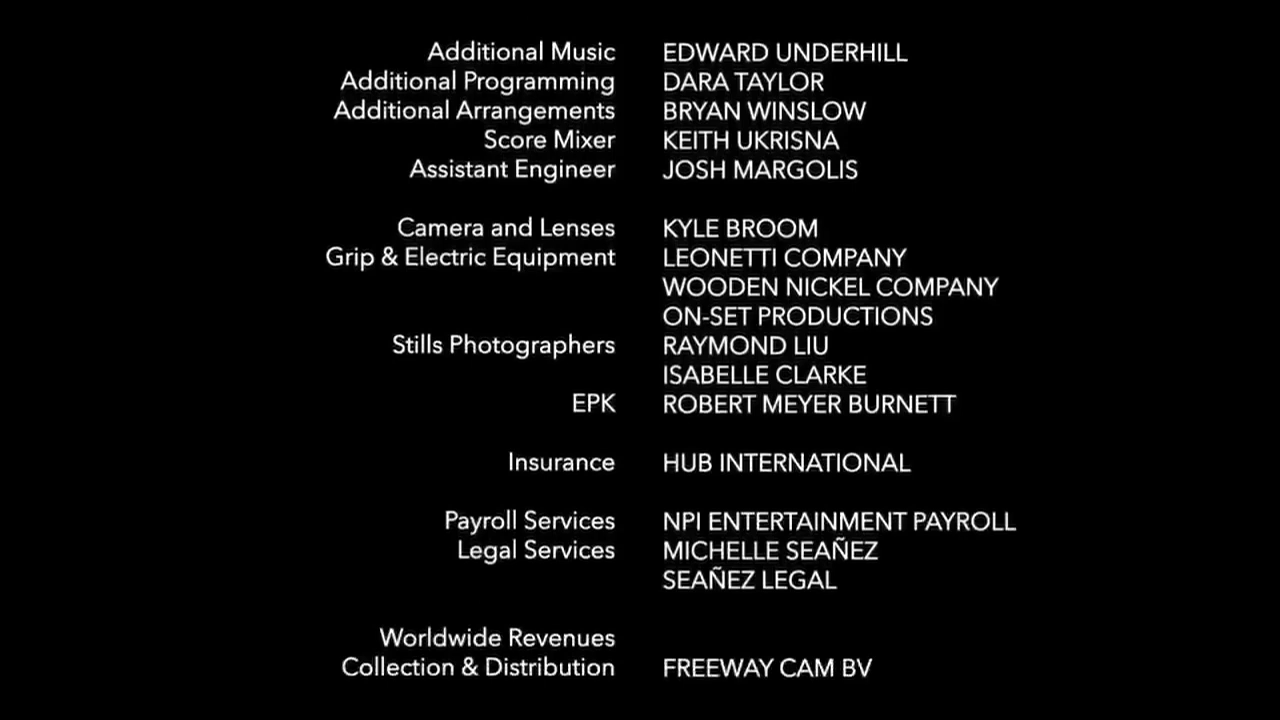 Additional Music EDWARD UNDERHILL
Additional Programming DARA TAYLOR
Additional Arrangements BRYAN WINSLOW
Score Mixer KEITH UKRISNA
Assistant Engineer JOSH MARGOLIS
Camera and Lenses KYLE BROOM
Grip & Electric Equipment LEONETTI COMPANY
WOODEN NICKEL COMPANY
ON-SET PRODUCTIONS
Stills Photographers RAYMOND LIU
ISABELLE CLARKE
EPK ROBERT MEYER BURNETT
Insurance HUB INTERNATIONAL
Payroll Services NPI ENTERTAINMENT PAYROLL
Legal Services MICHELLE SEAÑEZ
SEAÑEZ LEGAL
Worldwide Revenues
Collection & Distribution FREEWAY CAM BV